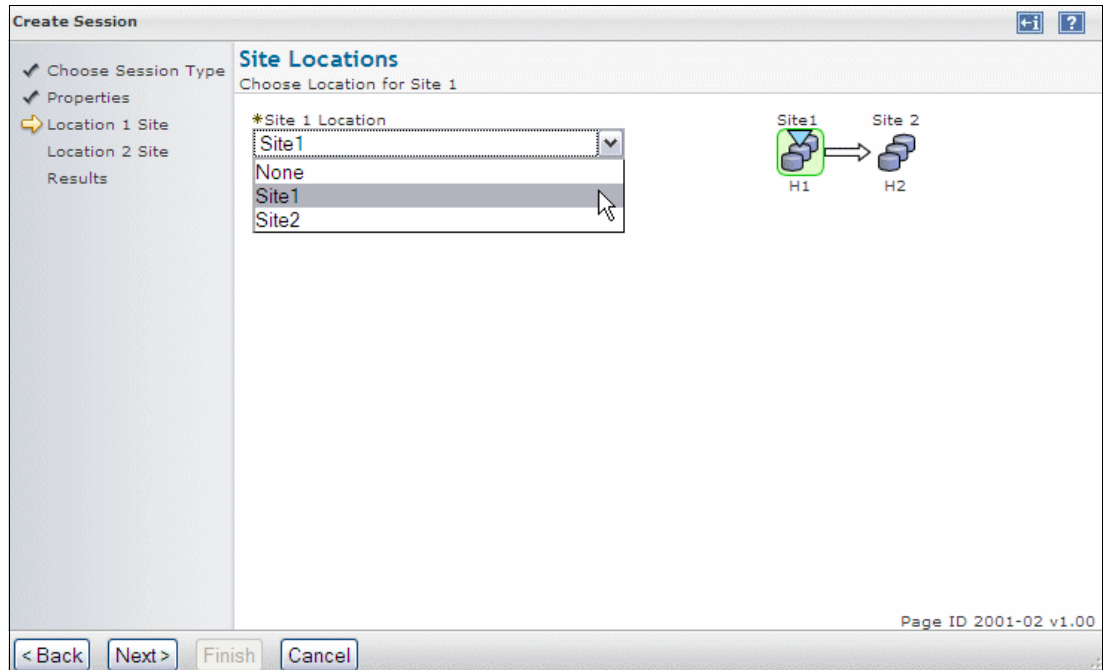 Create Session
?
Choose Session Type
Properties
Location 1 Site
Location 2 Site
Results
Site Locations
Choose Location for Site 1
*Site 1 Location
Site1
None
Site1
Site2
Site1 Site 2
H1 H2
Page ID 2001-02 v1.00
< Back Next > Finish Cancel